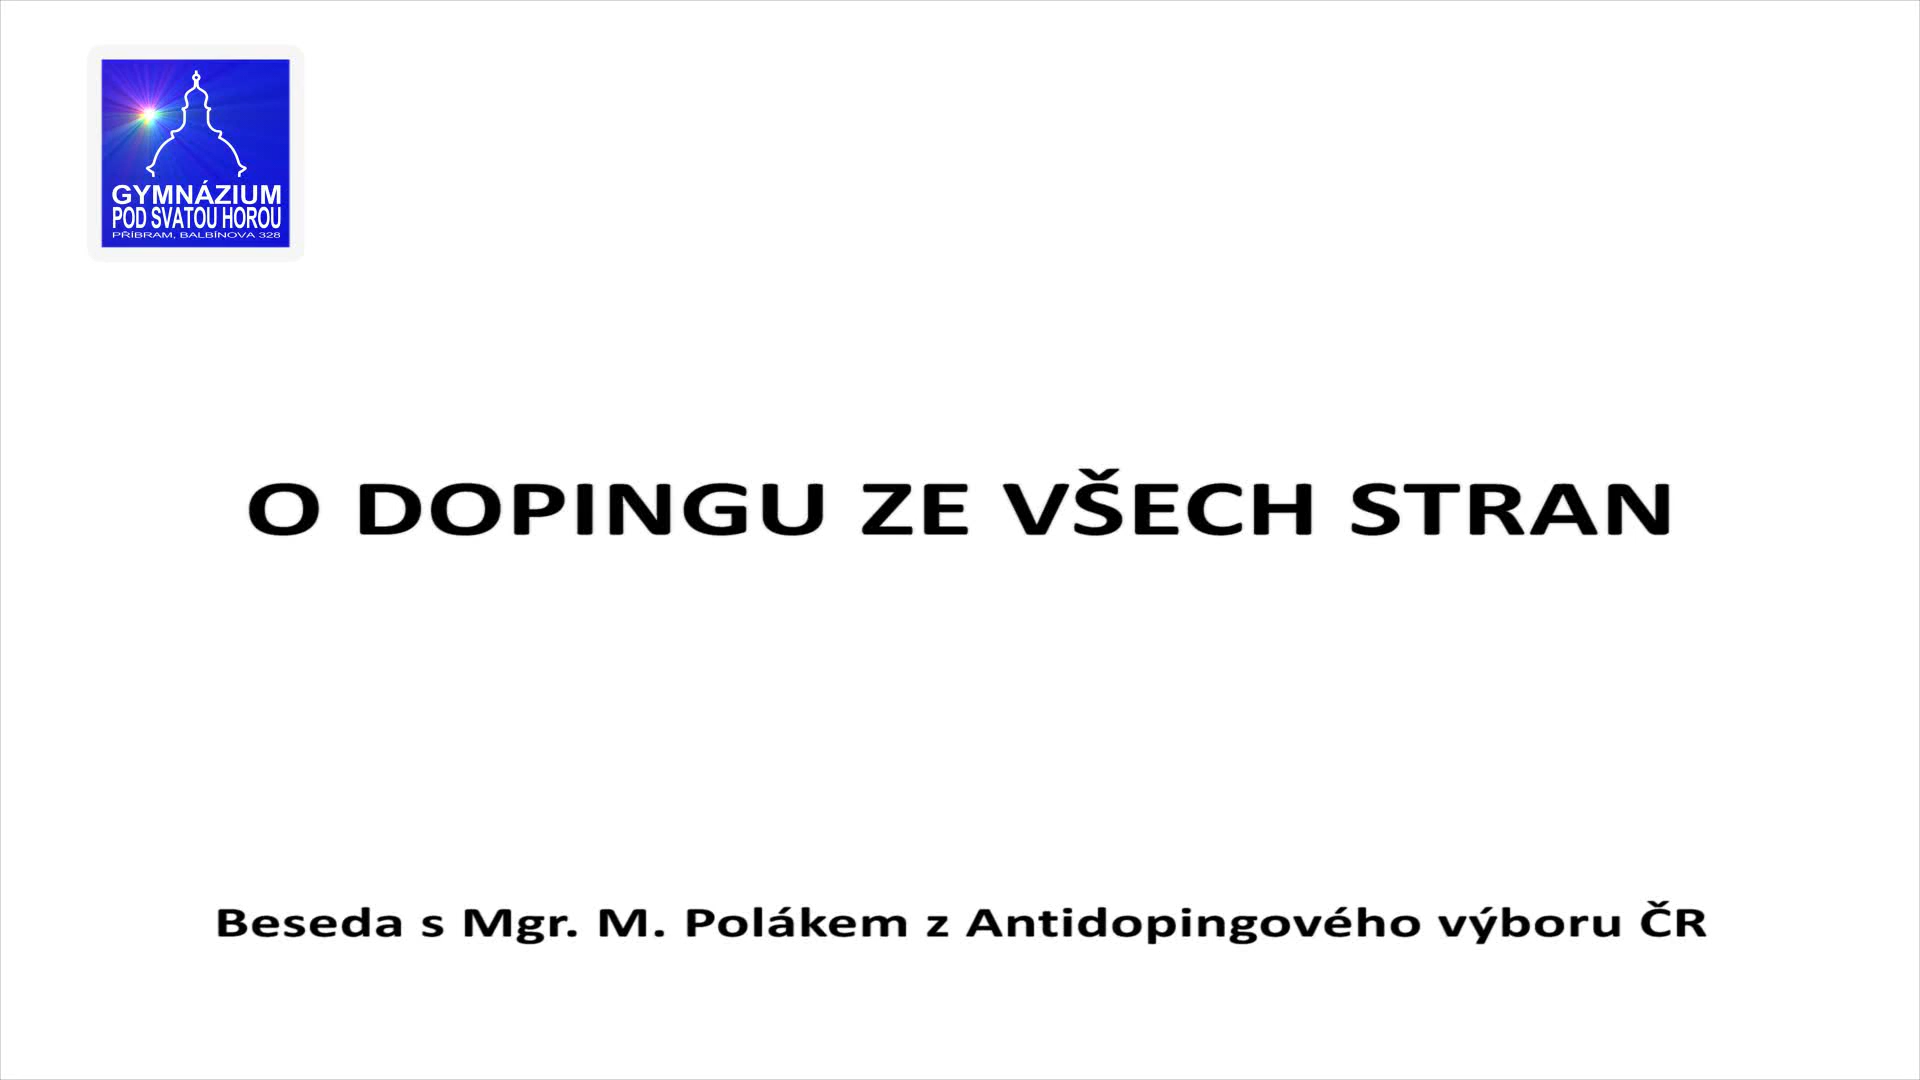 GYMNÁZIUM
POD SVATOU HOROU
PŘÍBRAM, BALBÍNOVA 328
O DOPINGU ZE VŠECH STRAN
Beseda s Mgr. M. Polákem z Antidopingového výboru ČR